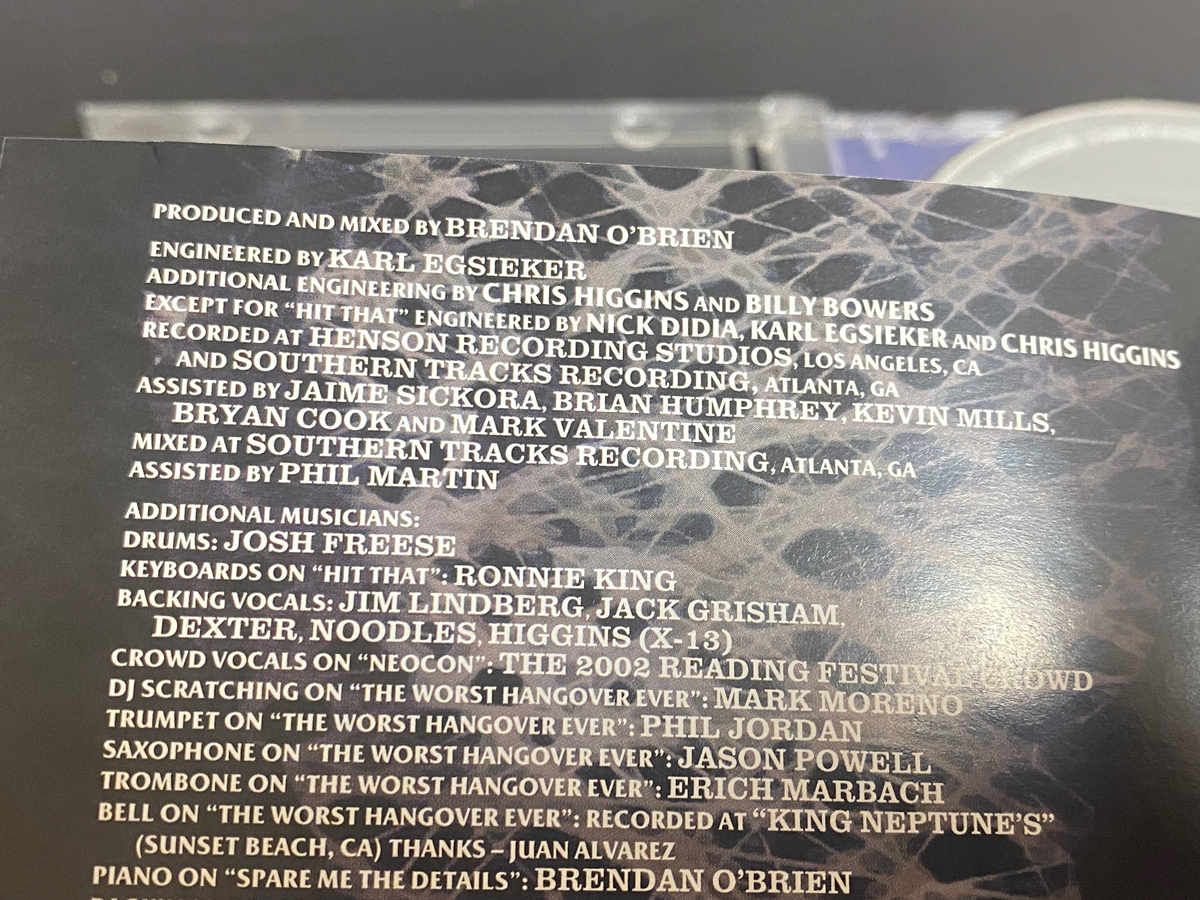 PRODUCED AND MIXED BY BRENDAN O'BRIEN
ENGINEERED BY KARL EGSIEKER
ADDITIONAL ENGINEERING BY CHRIS HIGGINS AND BILLY BOWERS
EXCEPT FOR “HIT THAT” ENGINEERED BY NICK DIDIA, KARL EGSIEKER AND CHRIS HIGGINS
RECORDED AT HENSON RECORDING STUDIOS, LOS ANGELES, CA
AND SOUTHERN TRACKS RECORDING, ATLANTA, GA
ASSISTED BY JAIME SICKORA, BRIAN HUMPHREY, KEVIN MILLS,
BRYAN COOK AND MARK VALENTINE
MIXED AT SOUTHERN TRACKS RECORDING, ATLANTA, GA
ASSISTED BY PHIL MARTIN
ADDITIONAL MUSICIANS:
DRUMS: JOSH FREESE
KEYBOARDS ON “HIT THAT”: RONNIE KING
BACKING VOCALS: JIM LINDBERG, JACK GRISHAM,
DEXTER, NOODLES, HIGGINS (X-13)
CROWD VOCALS ON “NEOCON”: THE 2002 READING FESTIVAL CROWD
DJ SCRATCHING ON “THE WORST HANGOVER EVER”: MARK MORENO
TRUMPET ON “THE WORST HANGOVER EVER”: PHIL JORDAN
SAXOPHONE ON “THE WORST HANGOVER EVER”: JASON POWELL
TROMBONE ON “THE WORST HANGOVER EVER”: ERICH MARBACH
BELL ON “THE WORST HANGOVER EVER”: RECORDED AT “KING NEPTUNE'S”
(SUNSET BEACH, CA) THANKS – JUAN ALVAREZ
PIANO ON “SPARE ME THE DETAILS”: BRENDAN O'BRIEN